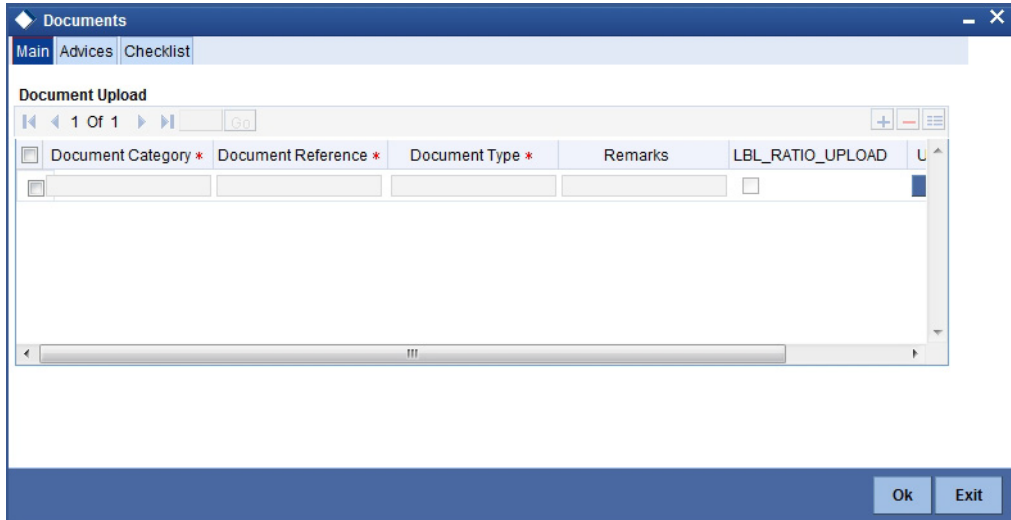 Documents
Main Advices Checklist
Document Upload
1 Of 1 Go
Document Category * Document Reference * Document Type * Remarks LBL_RATIO_UPLOAD U
Ok Exit